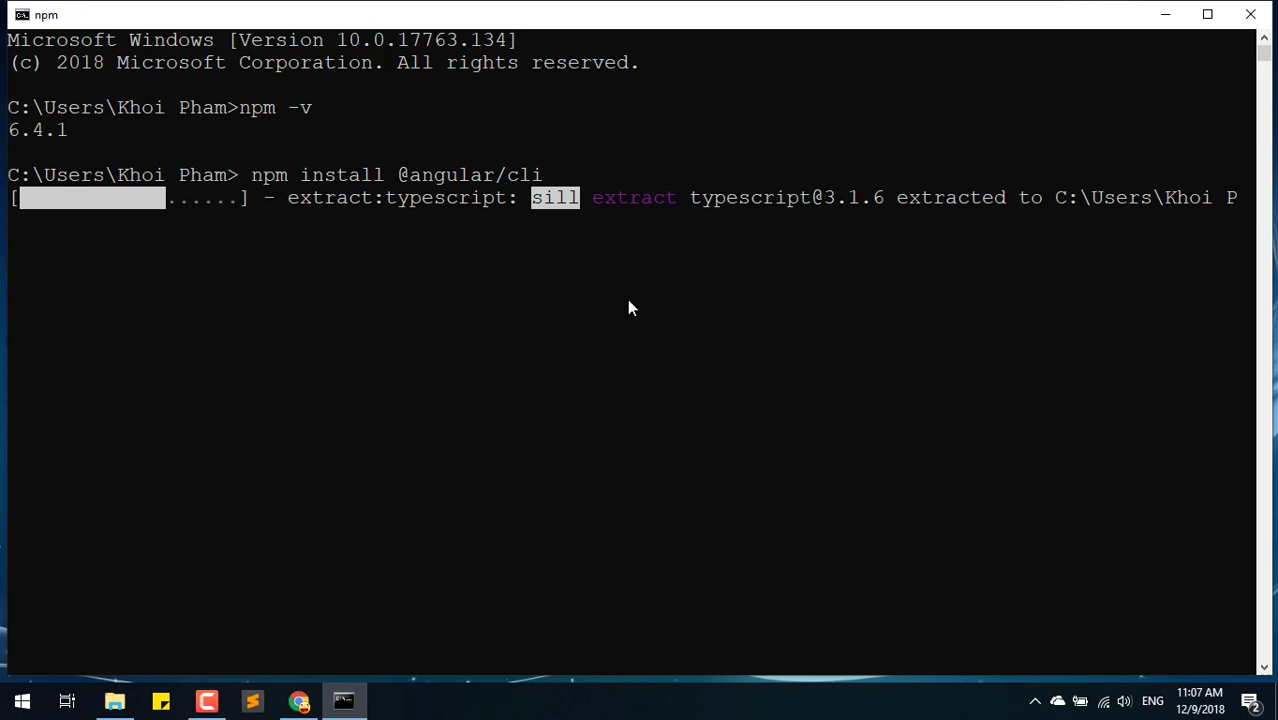 npm
Microsoft Windows [Version 10.0.17763.134]
(c) 2018 Microsoft Corporation. All rights reserved.
C:\Users\Khoi Pham>npm -v
6.4.1
C:\Users\Khoi Pham> npm install @angular/cli
[......] - extract:typescript: sill extract typescript@3.1.6 extracted to C:\Users\Khoi P
ENG
11:07 AM
12/9/2018
2